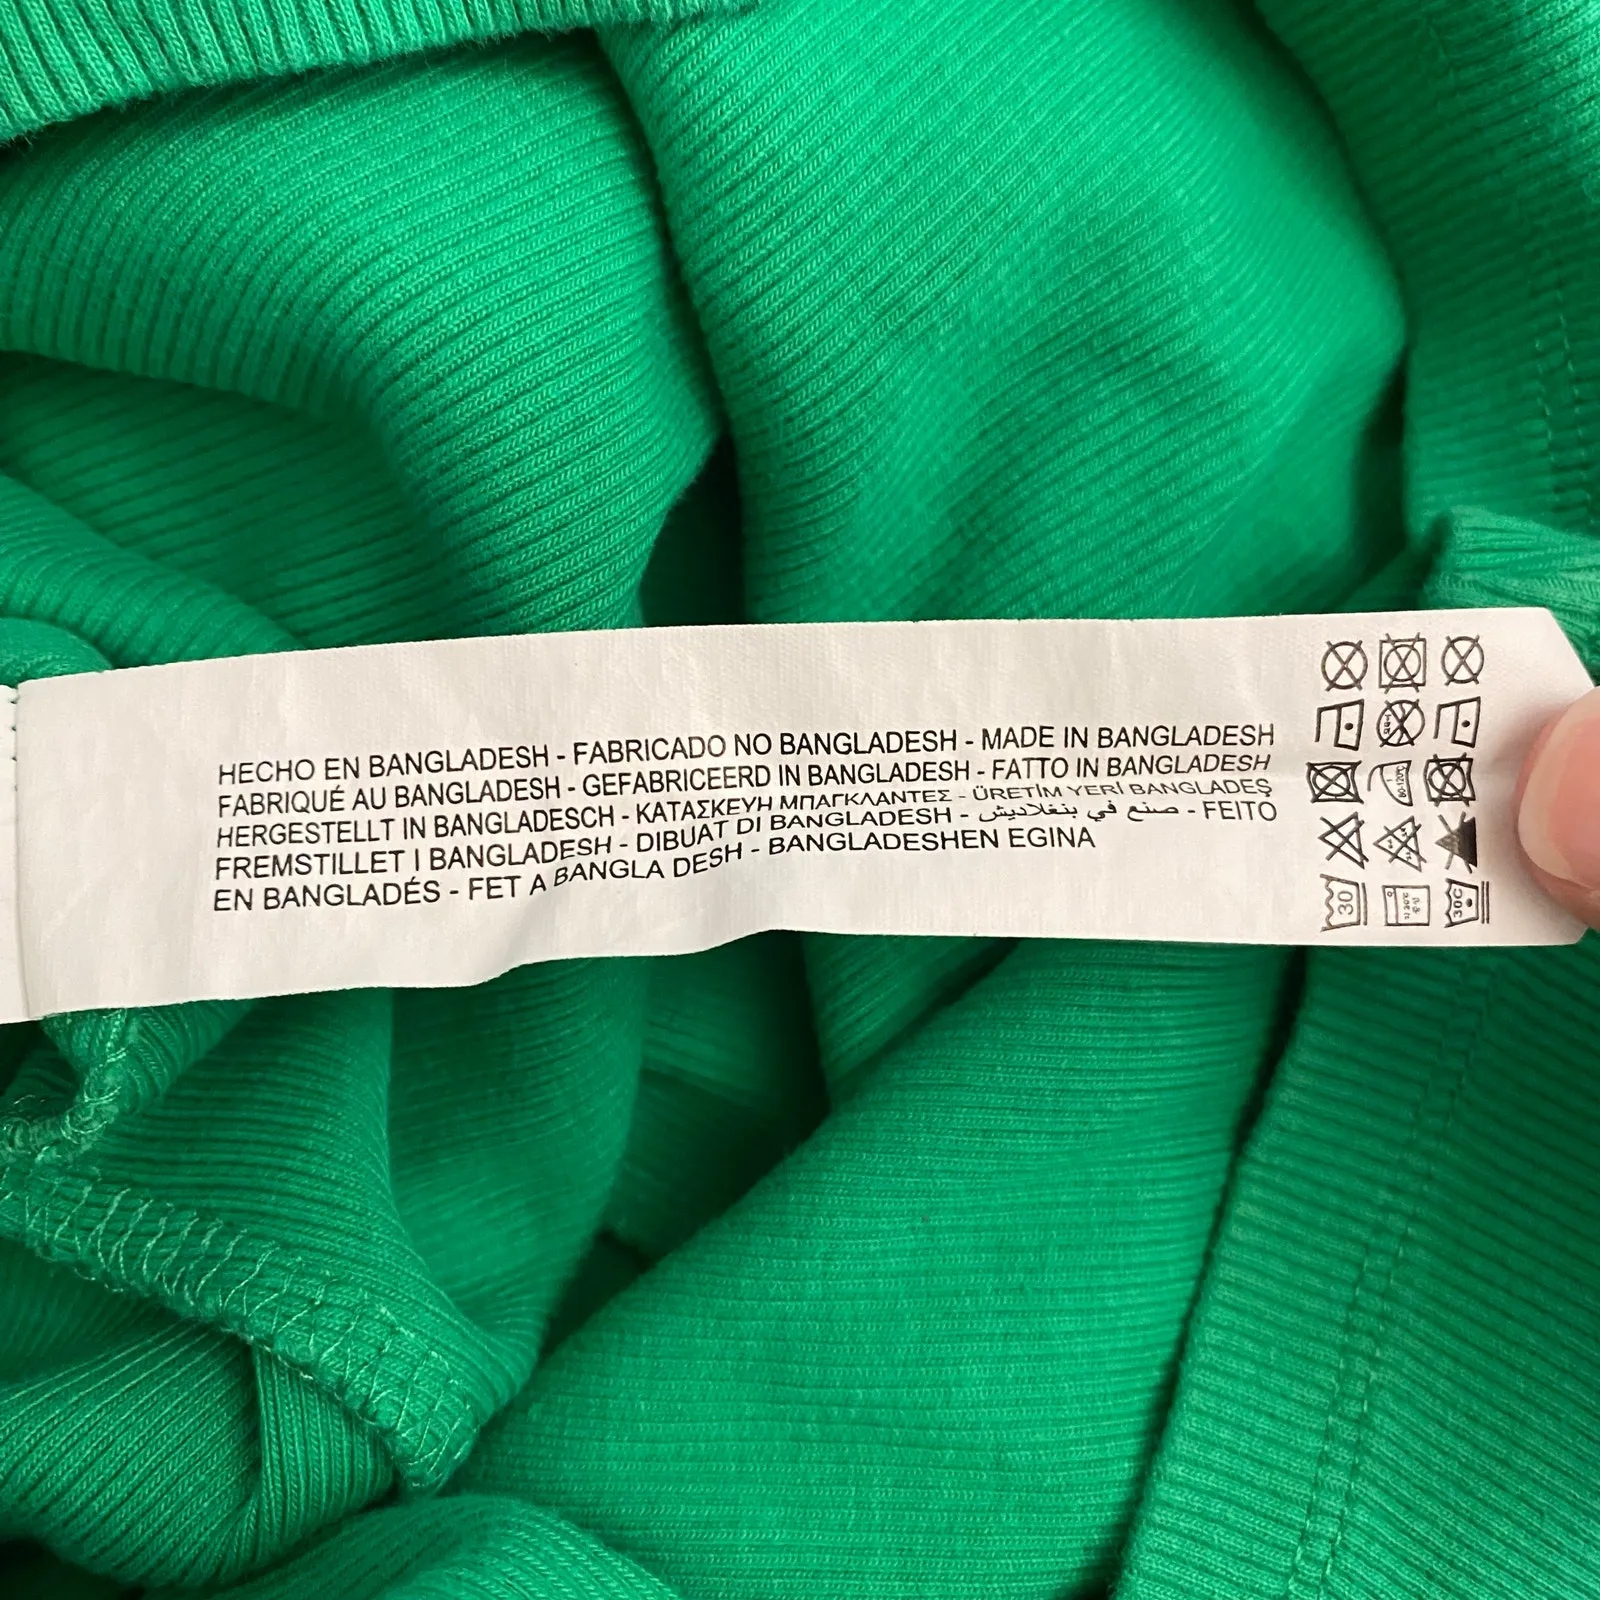 HECHO EN BANGLADESH - FABRICADO NO BANGLADESH - MADE IN BANGLADESH
FABRIQUÉ AU BANGLADESH - GEFABRICEERD IN BANGLADESH - FATTO IN BANGLADESH
HERGESTELLT IN BANGLADESCH - ΚΑΤΑΣΚΕΥΗ ΜΠΑΓΚΛΑΝΤΕΣ - ÜRETİM YERİ BANGLADEŞ
FREMSTILLET I BANGLADESH - DIBUAT DI BANGLADESH - صنع في بنغلاديش - FEITO
EN BANGLADÉS - FET A BANGLA DESH - BANGLADESHEN EGINA
30
30C